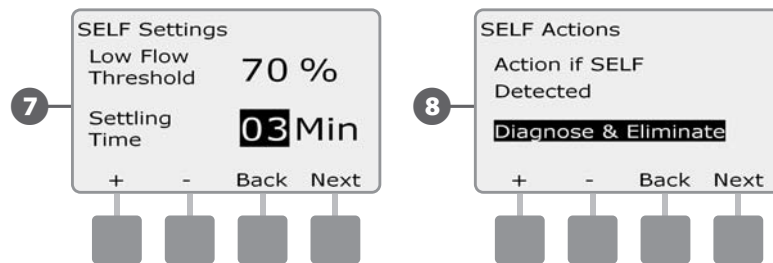 7
SELF Settings
Low Flow
Threshold
70 %
Settling
Time
03 Min
+ - Back Next
8
SELF Actions
Action if SELF
Detected
Diagnose & Eliminate
+ - Back Next